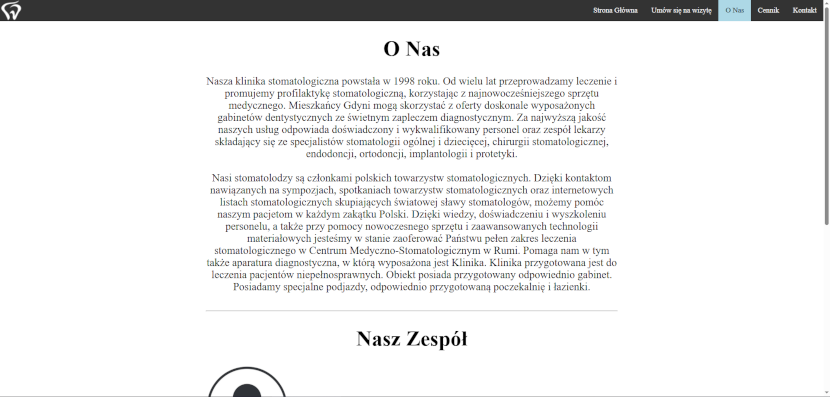 Strona Główna Umów się na wizytę O Nas Cennik Kontakt
O Nas
Nasza klinika stomatologiczna powstała w 1998 roku. Od wielu lat przeprowadzamy leczenie i
promujemy profilaktykę stomatologiczną, korzystając z najnowocześniejszego sprzętu
medycznego. Mieszkańcy Gdyni mogą skorzystać z oferty doskonale wyposażonych
gabinetów dentystycznych ze świetnym zapleczem diagnostycznym. Za najwyższą jakość
naszych usług odpowiada doświadczony i wykwalifikowany personel oraz zespół lekarzy
składający się ze specjalistów stomatologii ogólnej i dziecięcej, chirurgii stomatologicznej,
endodoncji, ortodoncji, implantologii i protetyki.
Nasi stomatolodzy są członkami polskich towarzystw stomatologicznych. Dzięki kontaktom
nawiązanych na sympozjach, spotkaniach towarzystw stomatologicznych oraz internetowych
listach stomatologicznych skupiających światowej sławy stomatologów, możemy pomóc
naszym pacjetom w każdym zakątku Polski. Dzięki wiedzy, doświadczeniu i wyszkoleniu
personelu, a także przy pomocy nowoczesnego sprzętu i zaawansowanych technologii
materiałowych jesteśmy w stanie zaoferować Państwu pełen zakres leczenia
stomatologicznego w Centrum Medyczno-Stomatologicznym w Rumi. Pomaga nam w tym
także aparatura diagnostyczna, w którą wyposażona jest Klinika. Klinika przygotowana jest do
leczenia pacjentów niepełnosprawnych. Obiekt posiada przygotowany odpowiednio gabinet.
Posiadamy specjalne podjazdy, odpowiednio przygotowaną poczekalnię i łazienki.
Nasz Zespół